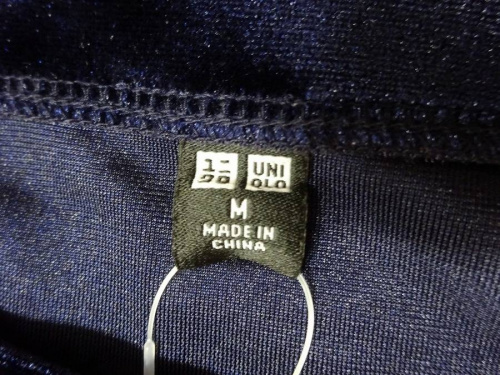 ユニ UNI
クロ QLO
M
MADE IN
CHINA